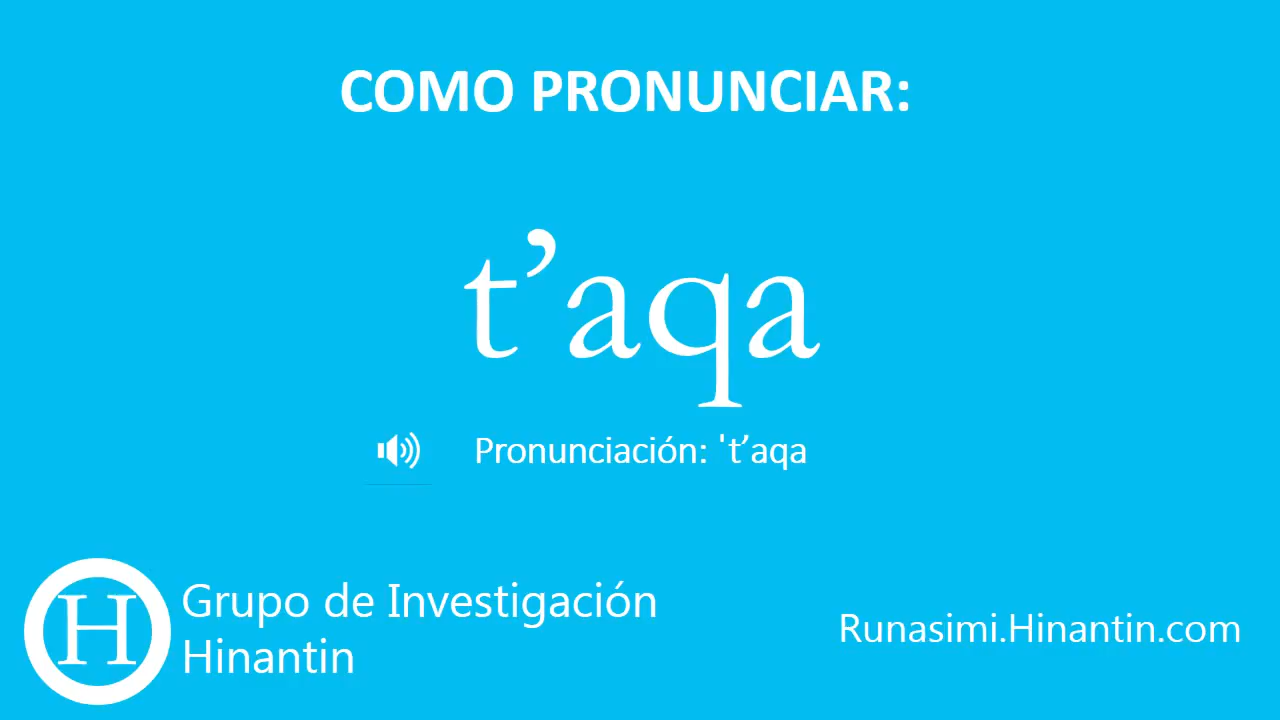 COMO PRONUNCIAR:
t’aqa
Pronunciación: ˈt’aqa
H
Grupo de Investigación
Hinantin
Runasimi.Hinantin.com